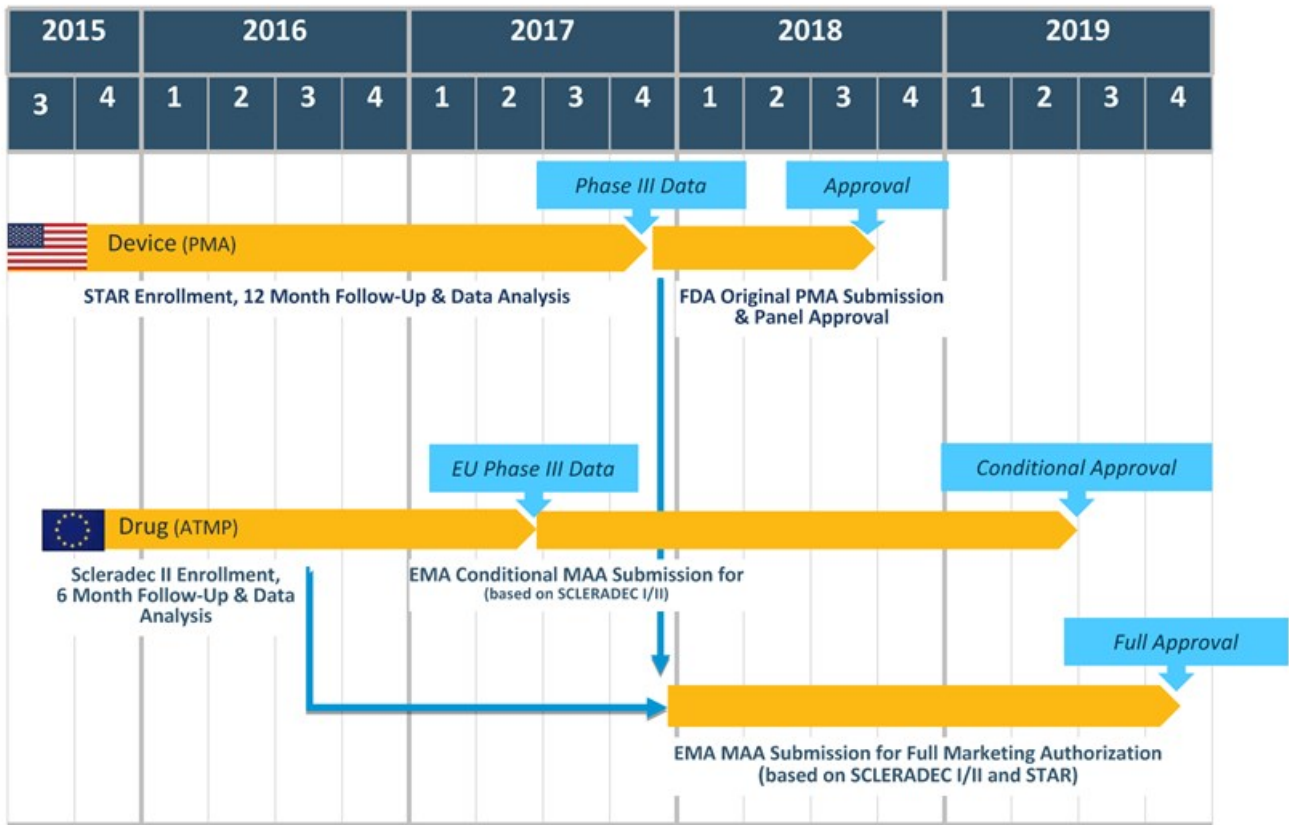 2015 2016 2017 2018 2019
3 4 1 2 3 4 1 2 3 4 1 2 3 4 1 2 3 4
Phase III Data
Approval
Device (PMA)
STAR Enrollment, 12 Month Follow-Up & Data Analysis
FDA Original PMA Submission
& Panel Approval
EU Phase III Data
Conditional Approval
Drug (ATMP)
Scleradec II Enrollment,
6 Month Follow-Up & Data
Analysis
EMA Conditional MAA Submission for
(based on SCLERADEC I/II)
Full Approval
EMA MAA Submission for Full Marketing Authorization
(based on SCLERADEC I/II and STAR)